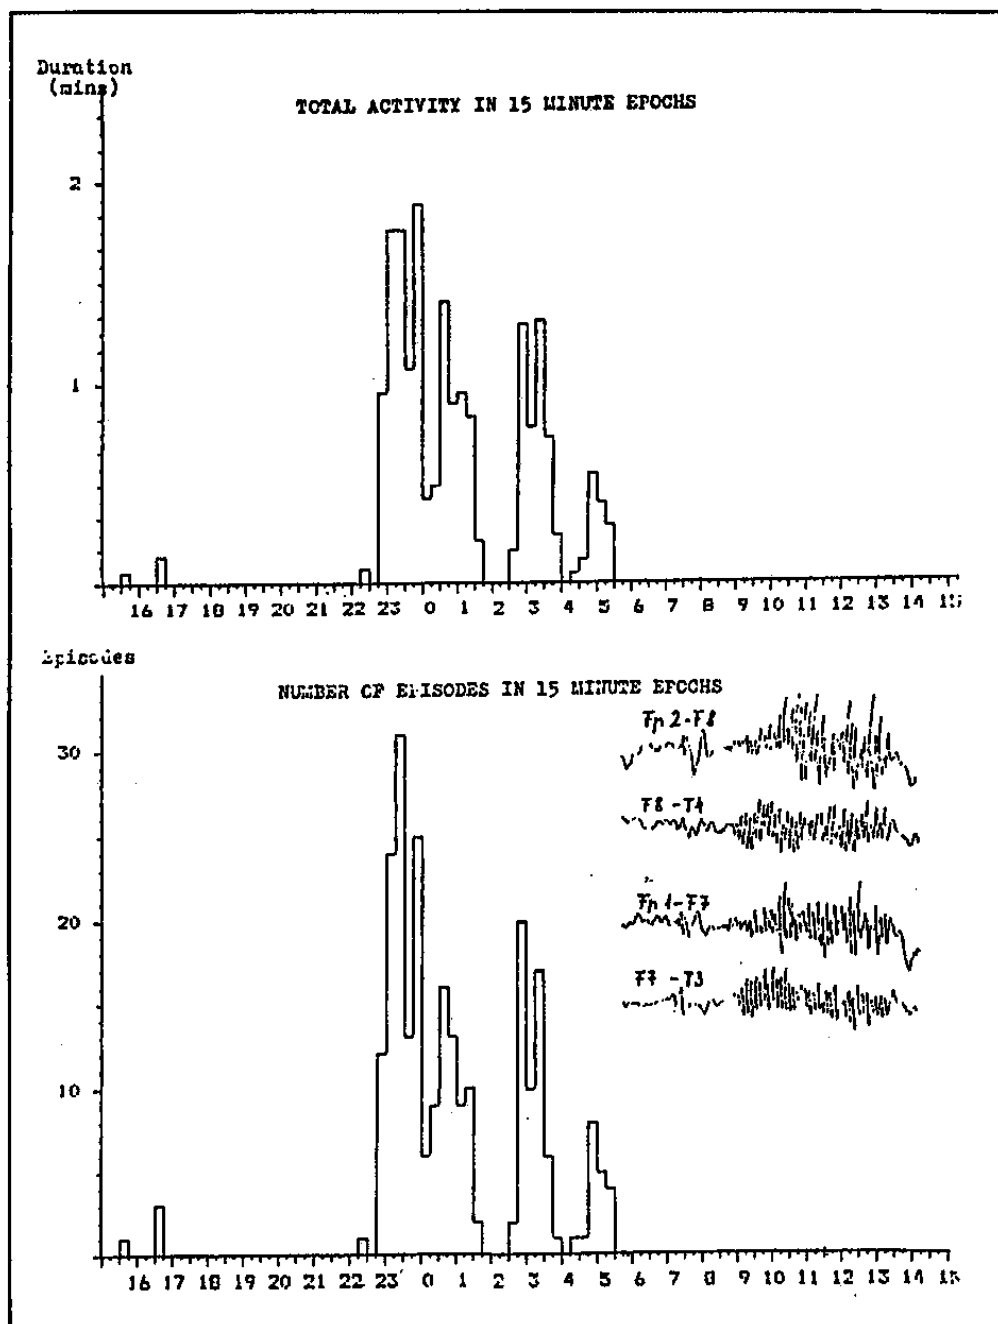 Duration
(mins)
TOTAL ACTIVITY IN 15 MINUTE EPOCHS
2
1
16 17 18 19 20 21 22 23 0 1 2 3 4 5 6 7 8 9 10 11 12 13 14 15
Episodes
NUMBER OF EPISODES IN 15 MINUTE EPOCHS
30
Fp 2-F8
F8-T4
20
Fp 1-F7
F7-T3
10
16 17 18 19 20 21 22 23 0 1 2 3 4 5 6 7 8 9 10 11 12 13 14 15